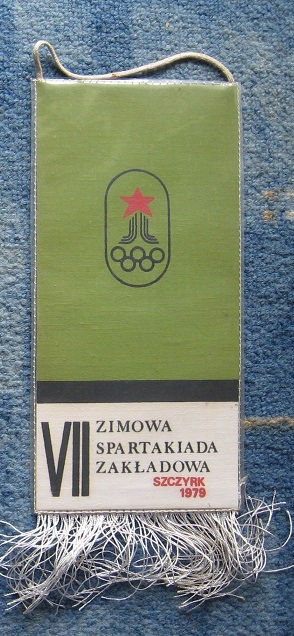 VII
ZIMOWA
SPARTAKIADA
ZAKŁADOWA
SZCZYRK
1979